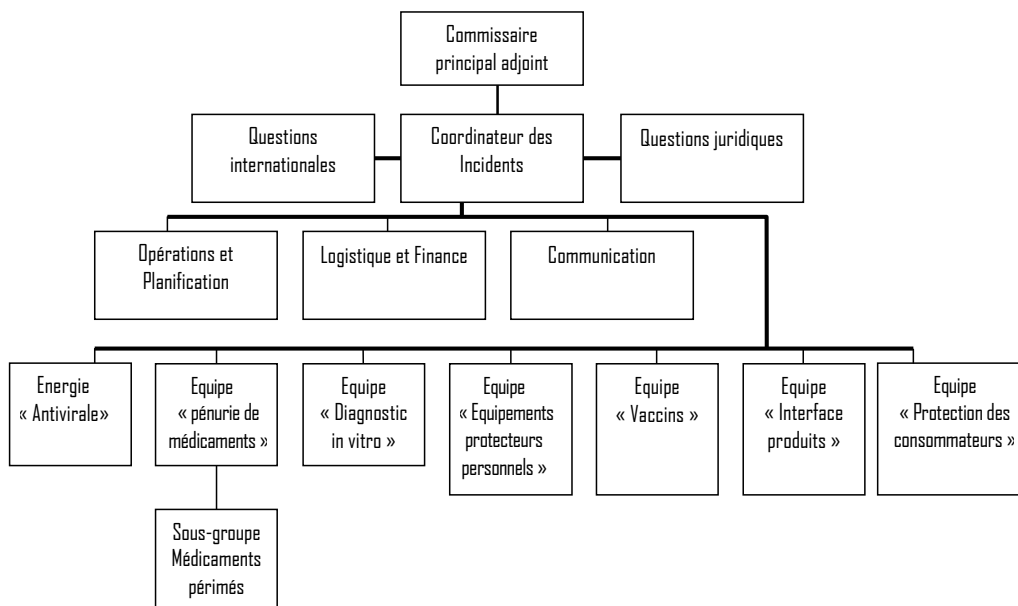 Commissaire
principal adjoint
Questions
internationales
Coordinateur des
Incidents
Questions juridiques
Opérations et
Planification
Logistique et Finance
Communication
Energie
« Antivirale»
Equipe
« pénurie de
médicaments »
Equipe
« Diagnostic
in vitro »
Equipe
« Equipements
protecteurs
personnels »
Equipe
« Vaccins »
Equipe
« Interface
produits »
Equipe
« Protection des
consommateurs »
Sous-groupe
Médicaments
périmés